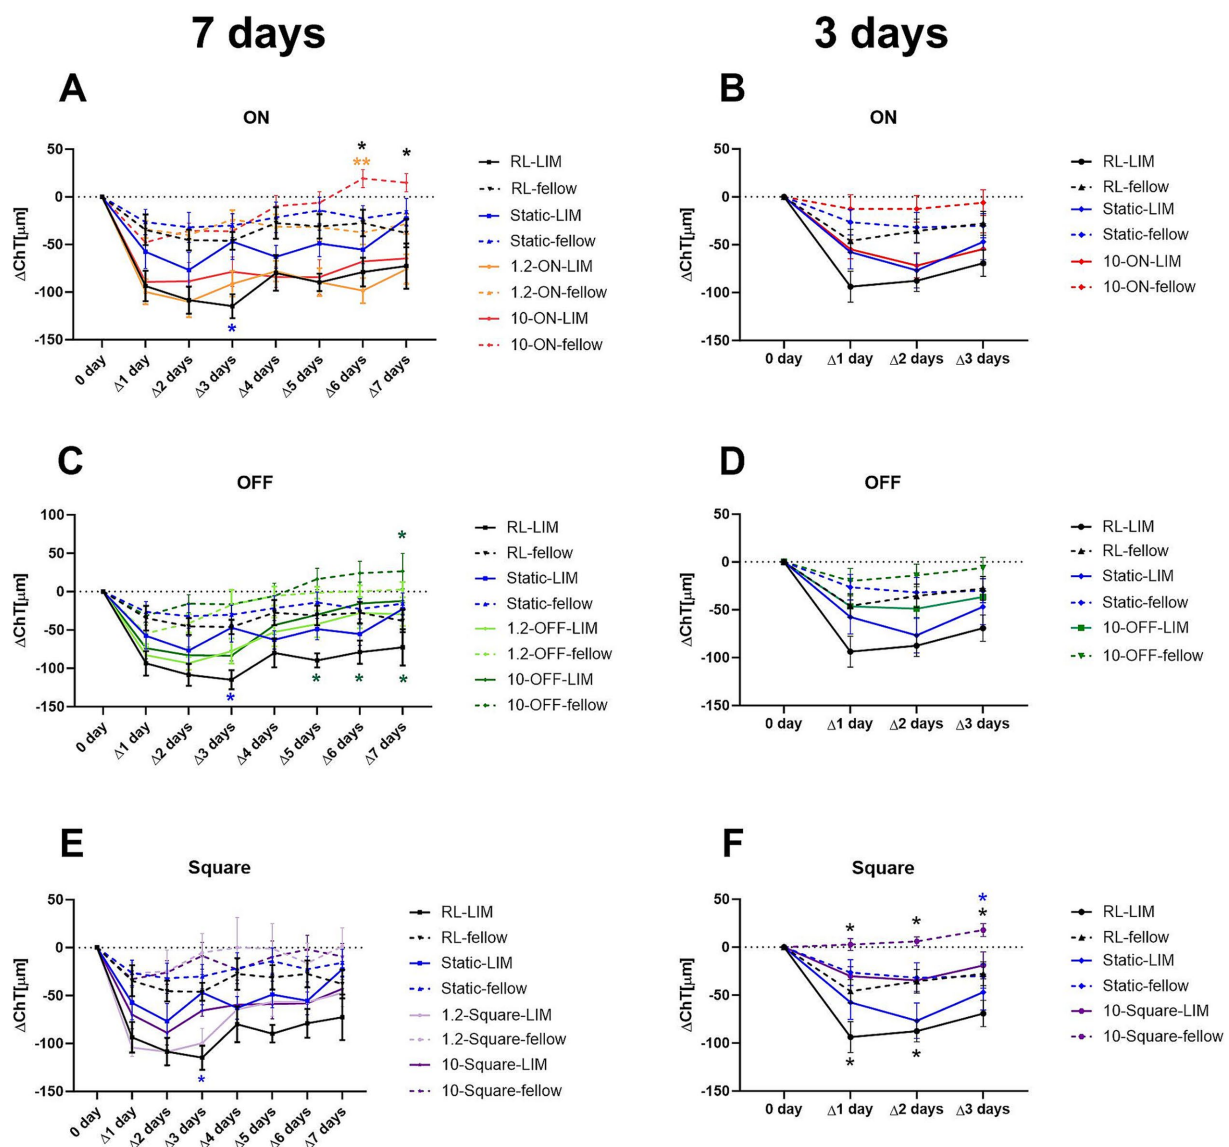 7 days
3 days
A
ON
ΔChT[µm]
50
0
-50
-100
-150
0 day
Δ1 day
Δ2 days
Δ3 days
Δ4 days
Δ5 days
Δ6 days
Δ7 days
*
**
*
*
RL-LIM
RL-fellow
Static-LIM
Static-fellow
1.2-ON-LIM
1.2-ON-fellow
10-ON-LIM
10-ON-fellow
B
ON
ΔChT[µm]
50
0
-50
-100
-150
0 day
Δ1 day
Δ2 days
Δ3 days
RL-LIM
RL-fellow
Static-LIM
Static-fellow
10-ON-LIM
10-ON-fellow
C
OFF
ΔChT[µm]
100
50
0
-50
-100
-150
0 day
Δ1 day
Δ2 days
Δ3 days
Δ4 days
Δ5 days
Δ6 days
Δ7 days
*
* * * *
RL-LIM
RL-fellow
Static-LIM
Static-fellow
1.2-OFF-LIM
1.2-OFF-fellow
10-OFF-LIM
10-OFF-fellow
D
OFF
ΔChT[µm]
50
0
-50
-100
-150
0 day
Δ1 day
Δ2 days
Δ3 days
RL-LIM
RL-fellow
Static-LIM
Static-fellow
10-OFF-LIM
10-OFF-fellow
E
Square
ΔChT[µm]
50
0
-50
-100
-150
0 day
Δ1 day
Δ2 days
Δ3 days
Δ4 days
Δ5 days
Δ6 days
Δ7 days
*
RL-LIM
RL-fellow
Static-LIM
Static-fellow
1.2-Square-LIM
1.2-Square-fellow
10-Square-LIM
10-Square-fellow
F
Square
ΔChT[µm]
50
0
-50
-100
-150
0 day
Δ1 day
Δ2 days
Δ3 days
*
* * *
* *
RL-LIM
RL-fellow
Static-LIM
Static-fellow
10-Square-LIM
10-Square-fellow